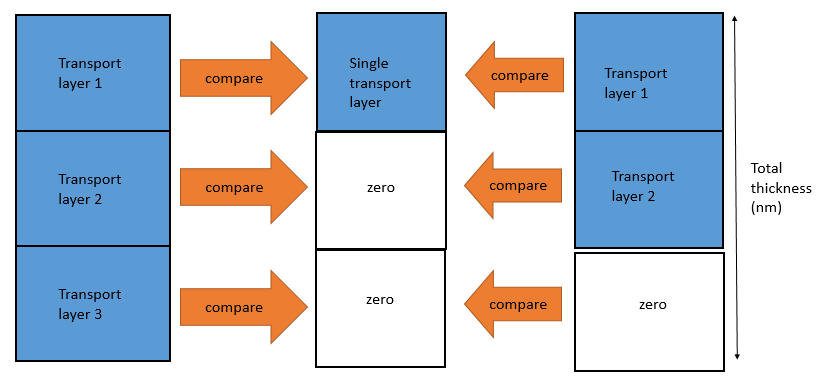 Transport
layer 1
compare
Single
transport
layer
compare
Transport
layer 1
Transport
layer 2
compare
zero
compare
Transport
layer 2
Total
thickness
(nm)
Transport
layer 3
compare
zero
compare
zero